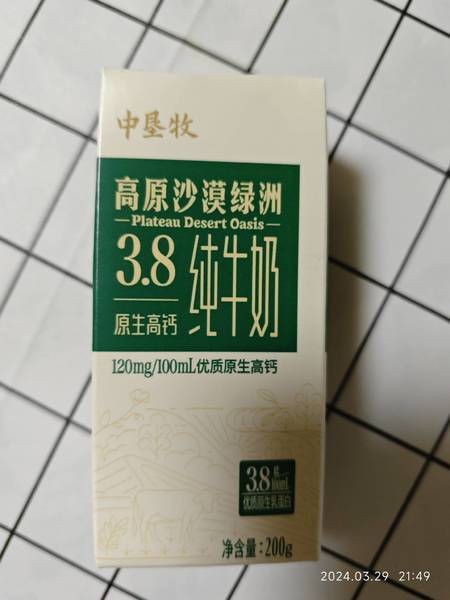 中垦牧
高原沙漠绿洲
Plateau Desert Oasis
3.8
原生高钙
纯牛奶
120mg/100mL优质原生高钙
3.8
100mL
优质原生乳蛋白
净含量:200g
2024.03.29 21:49